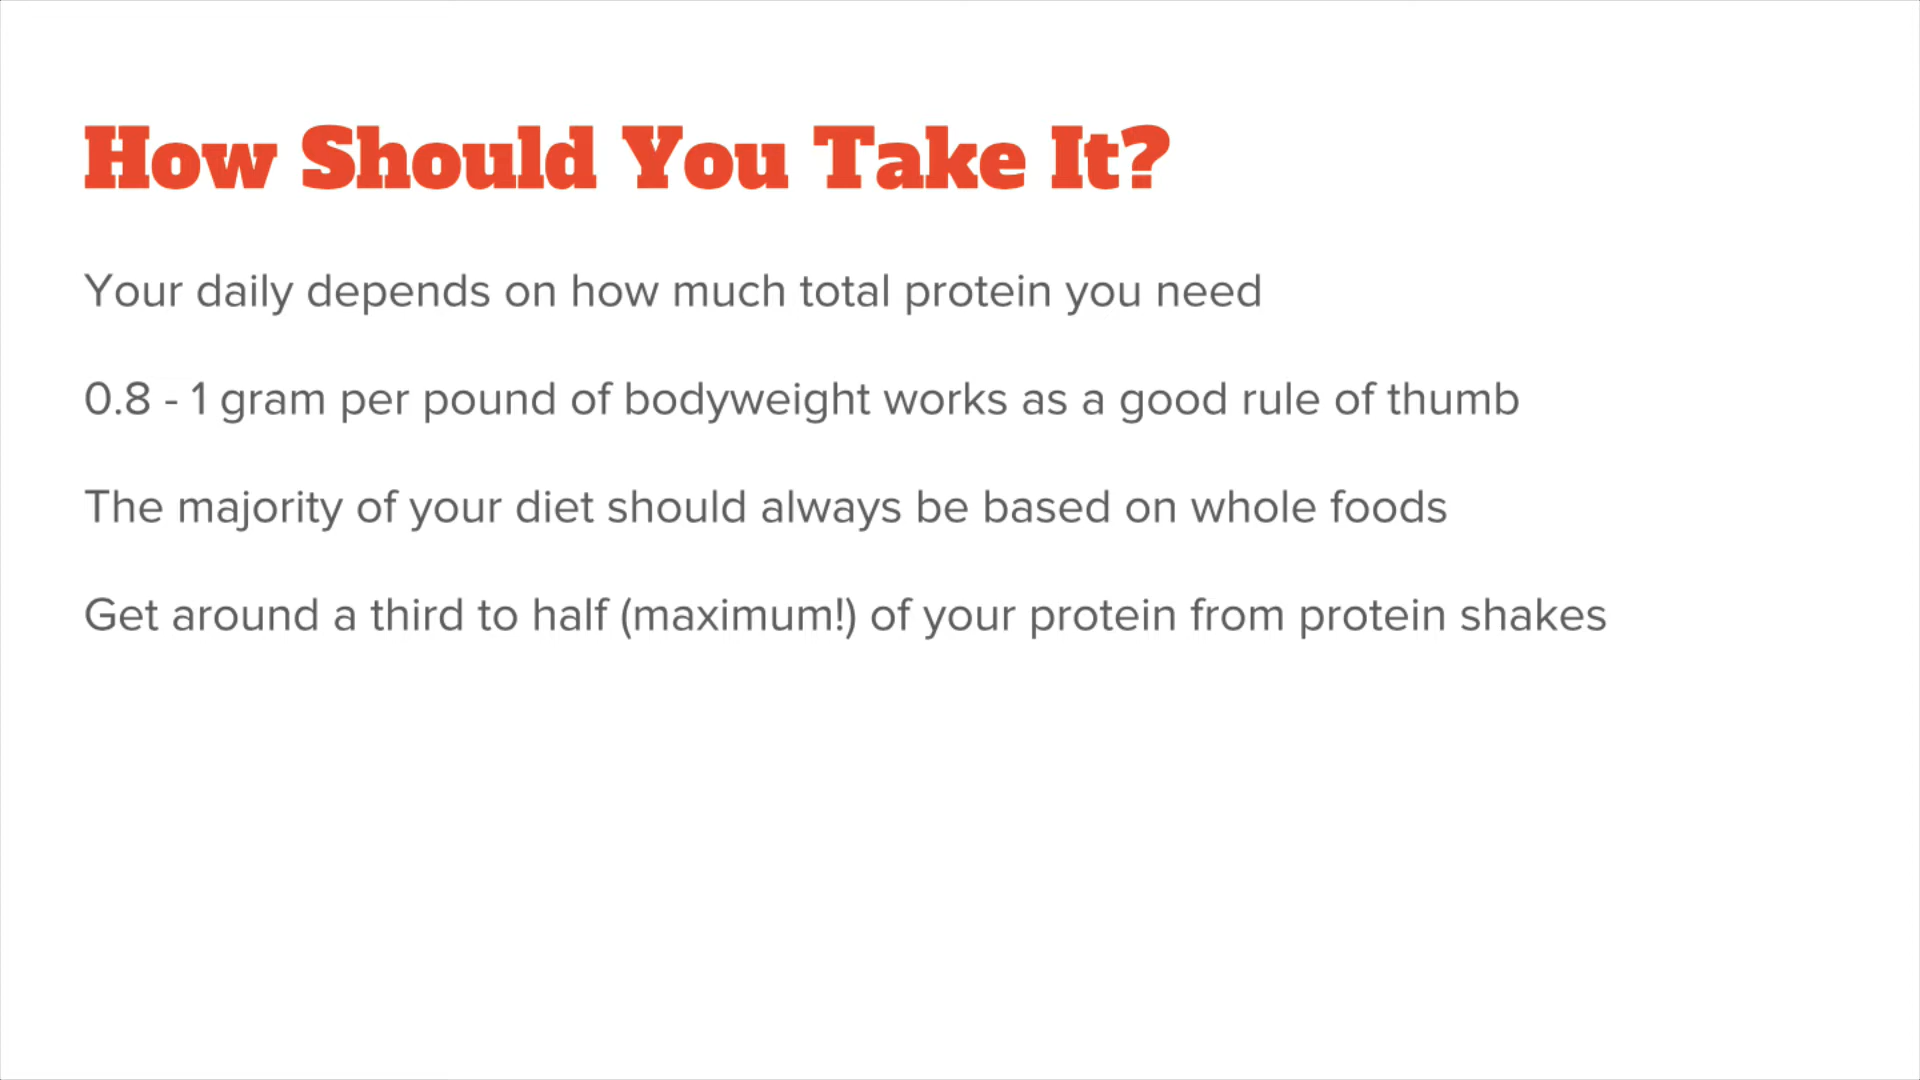 How Should You Take It?
Your daily depends on how much total protein you need
0.8 - 1 gram per pound of bodyweight works as a good rule of thumb
The majority of your diet should always be based on whole foods
Get around a third to half (maximum!) of your protein from protein shakes